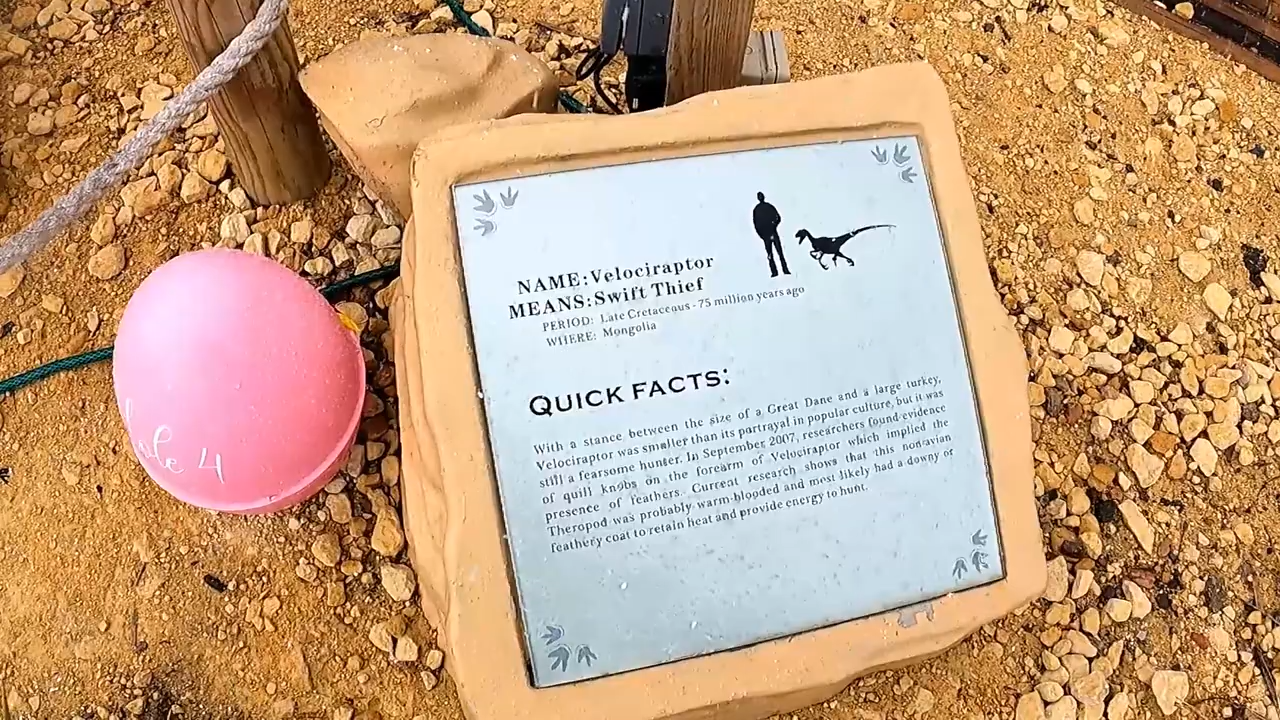 NAME: Velociraptor
MEANS: Swift Thief
PERIOD: Late Cretaceous - 75 million years ago
WHERE: Mongolia
QUICK FACTS:
With a stance between the size of a Great Dane and a large turkey,
Velociraptor was smaller than its portrayal in popular culture, but it was
still a fearsome hunter. In September 2007, researchers found evidence
of quill knobs on the forearm of Velociraptor which implied the
presence of feathers. Current research shows that this non-avian
Theropod was probably warm-blooded and most likely had a downy or
feathery coat to retain heat and provide energy to hunt.
4